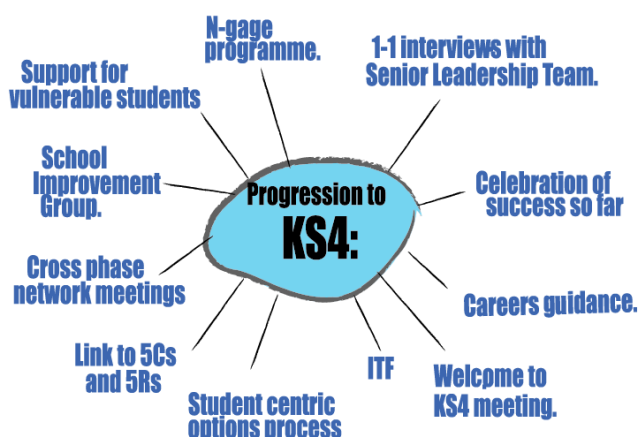 N-gage
programme.
1-1 interviews with
Senior Leadership Team.
Support for
vulnerable students
School
Improvement
Group.
Progression to
KS4:
Celebration of
success so far
Cross phase
network meetings
Careers guidance.
Link to 5Cs
and 5Rs
Student centric
options process
ITF
Welcpme to
KS4 meeting.